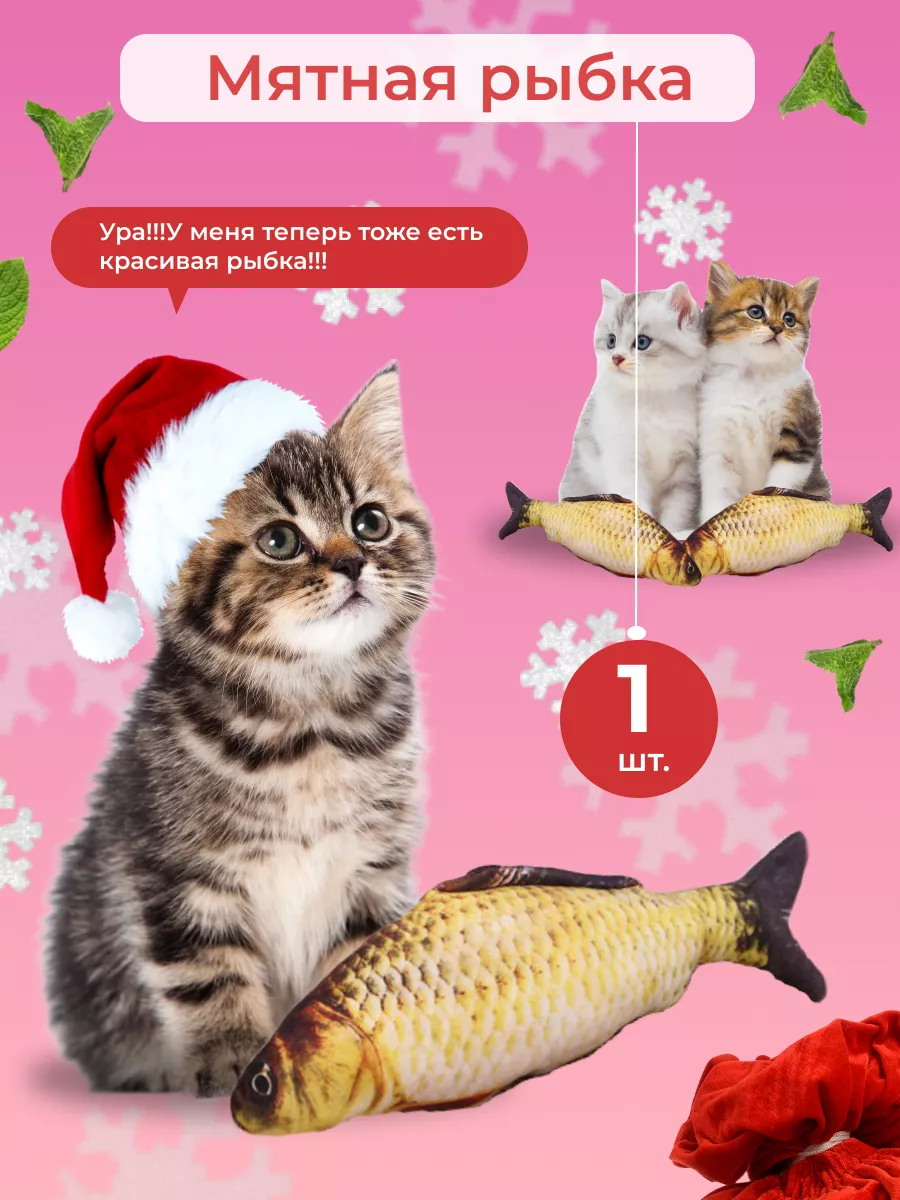 Мятная рыбка
Ура!!!У меня теперь тоже есть
красивая рыбка!!!
1
шт.